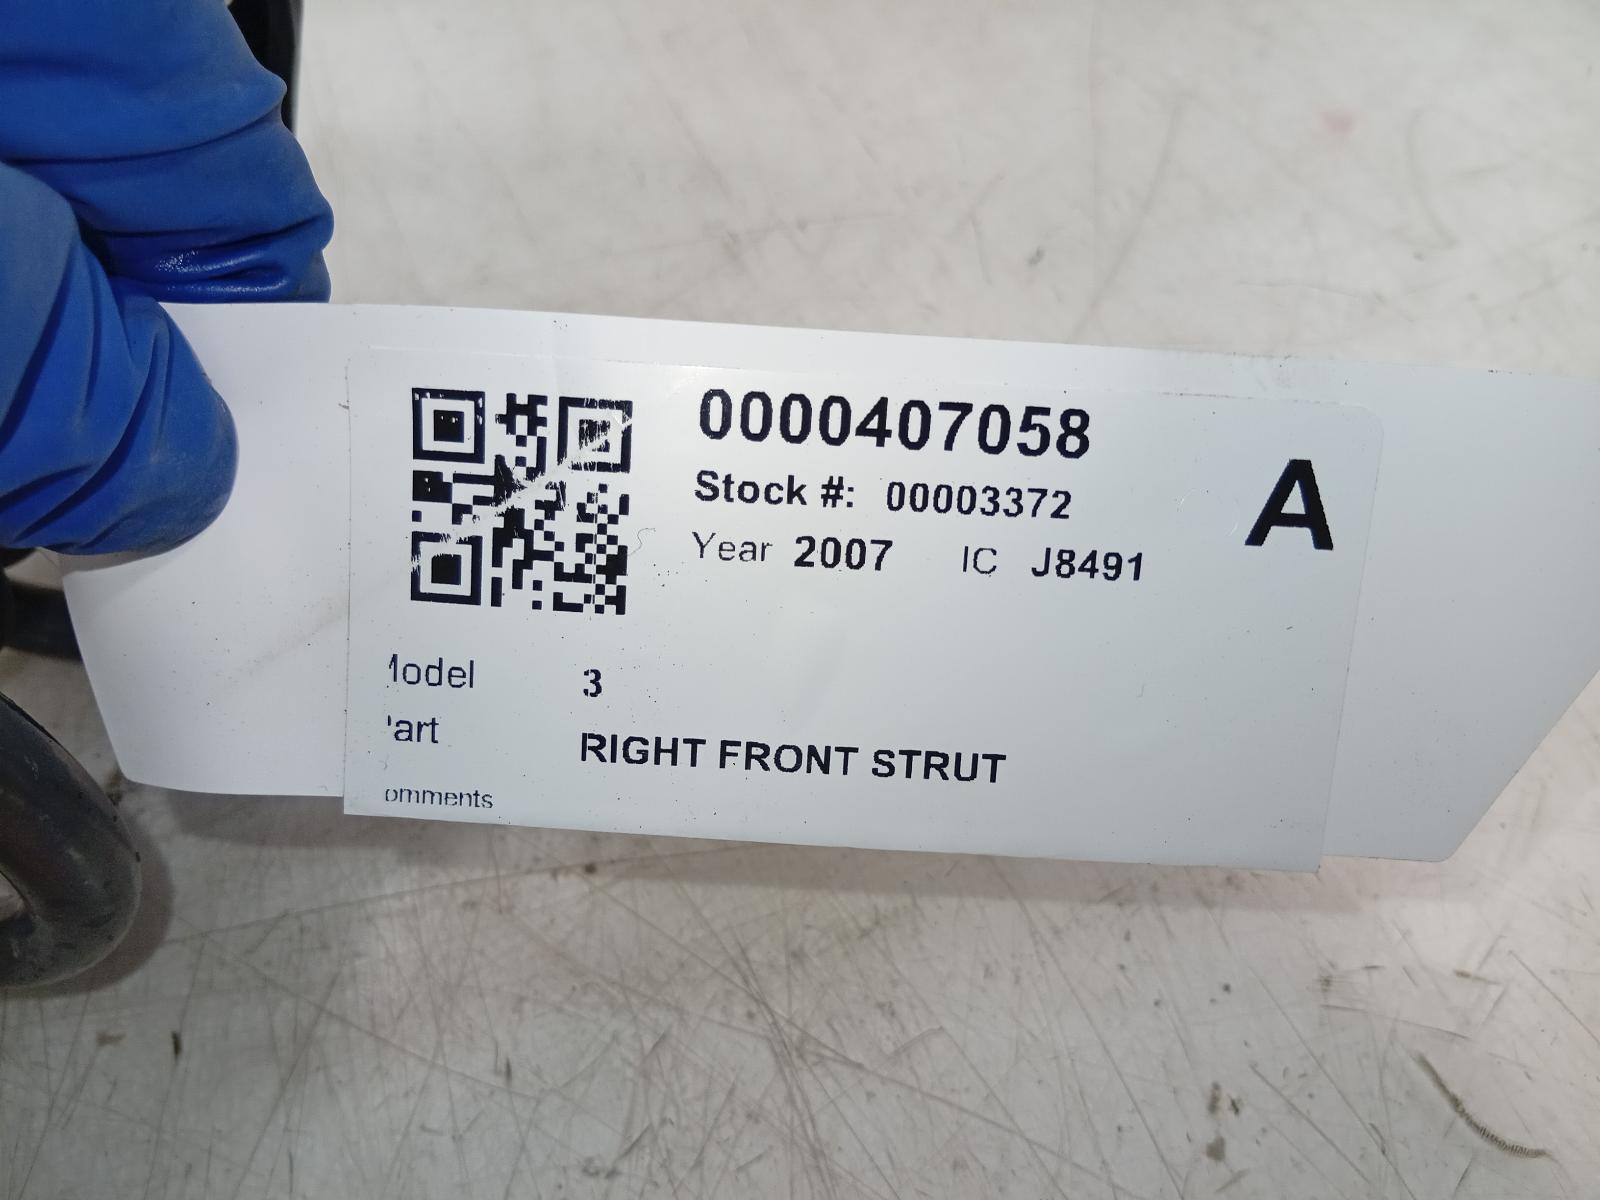 0000407058
A
Stock #: 00003372
Year 2007 IC J8491
Model 3
Part RIGHT FRONT STRUT
omments